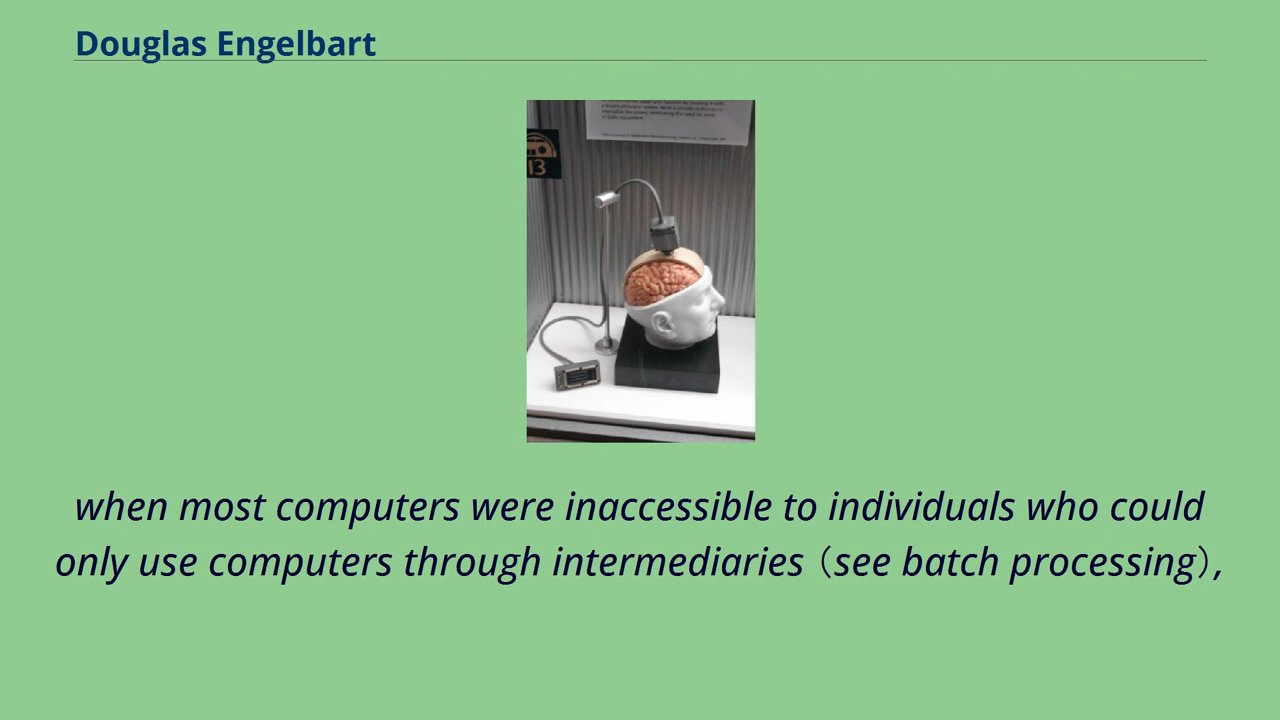 Douglas Engelbart
13
when most computers were inaccessible to individuals who could
only use computers through intermediaries（see batch processing）,